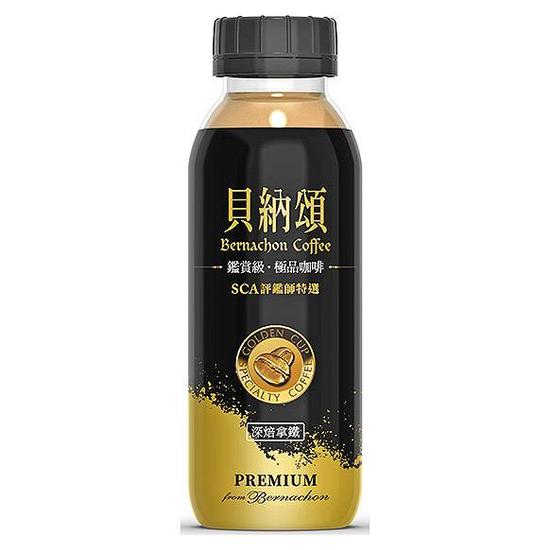 貝納頌
Bernachon Coffee
鑑賞級·極品咖啡
SCA評鑑師特選
GOLDEN CUP
SPECIALTY COFFEE
深焙拿鐵
PREMIUM
from Bernachon